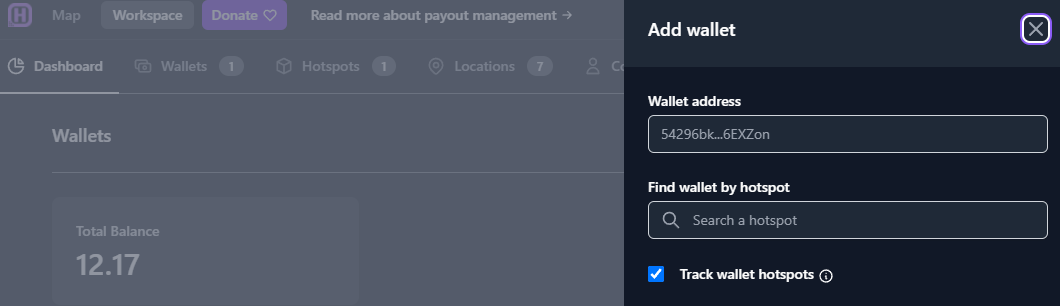 H Map Workspace Donate Read more about payout management →
Dashboard Wallets 1 Hotspots 1 Locations 7
Wallets
Total Balance
12.17
Add wallet
Wallet address
54296bk...6EXZon
Find wallet by hotspot
Search a hotspot
Track wallet hotspots